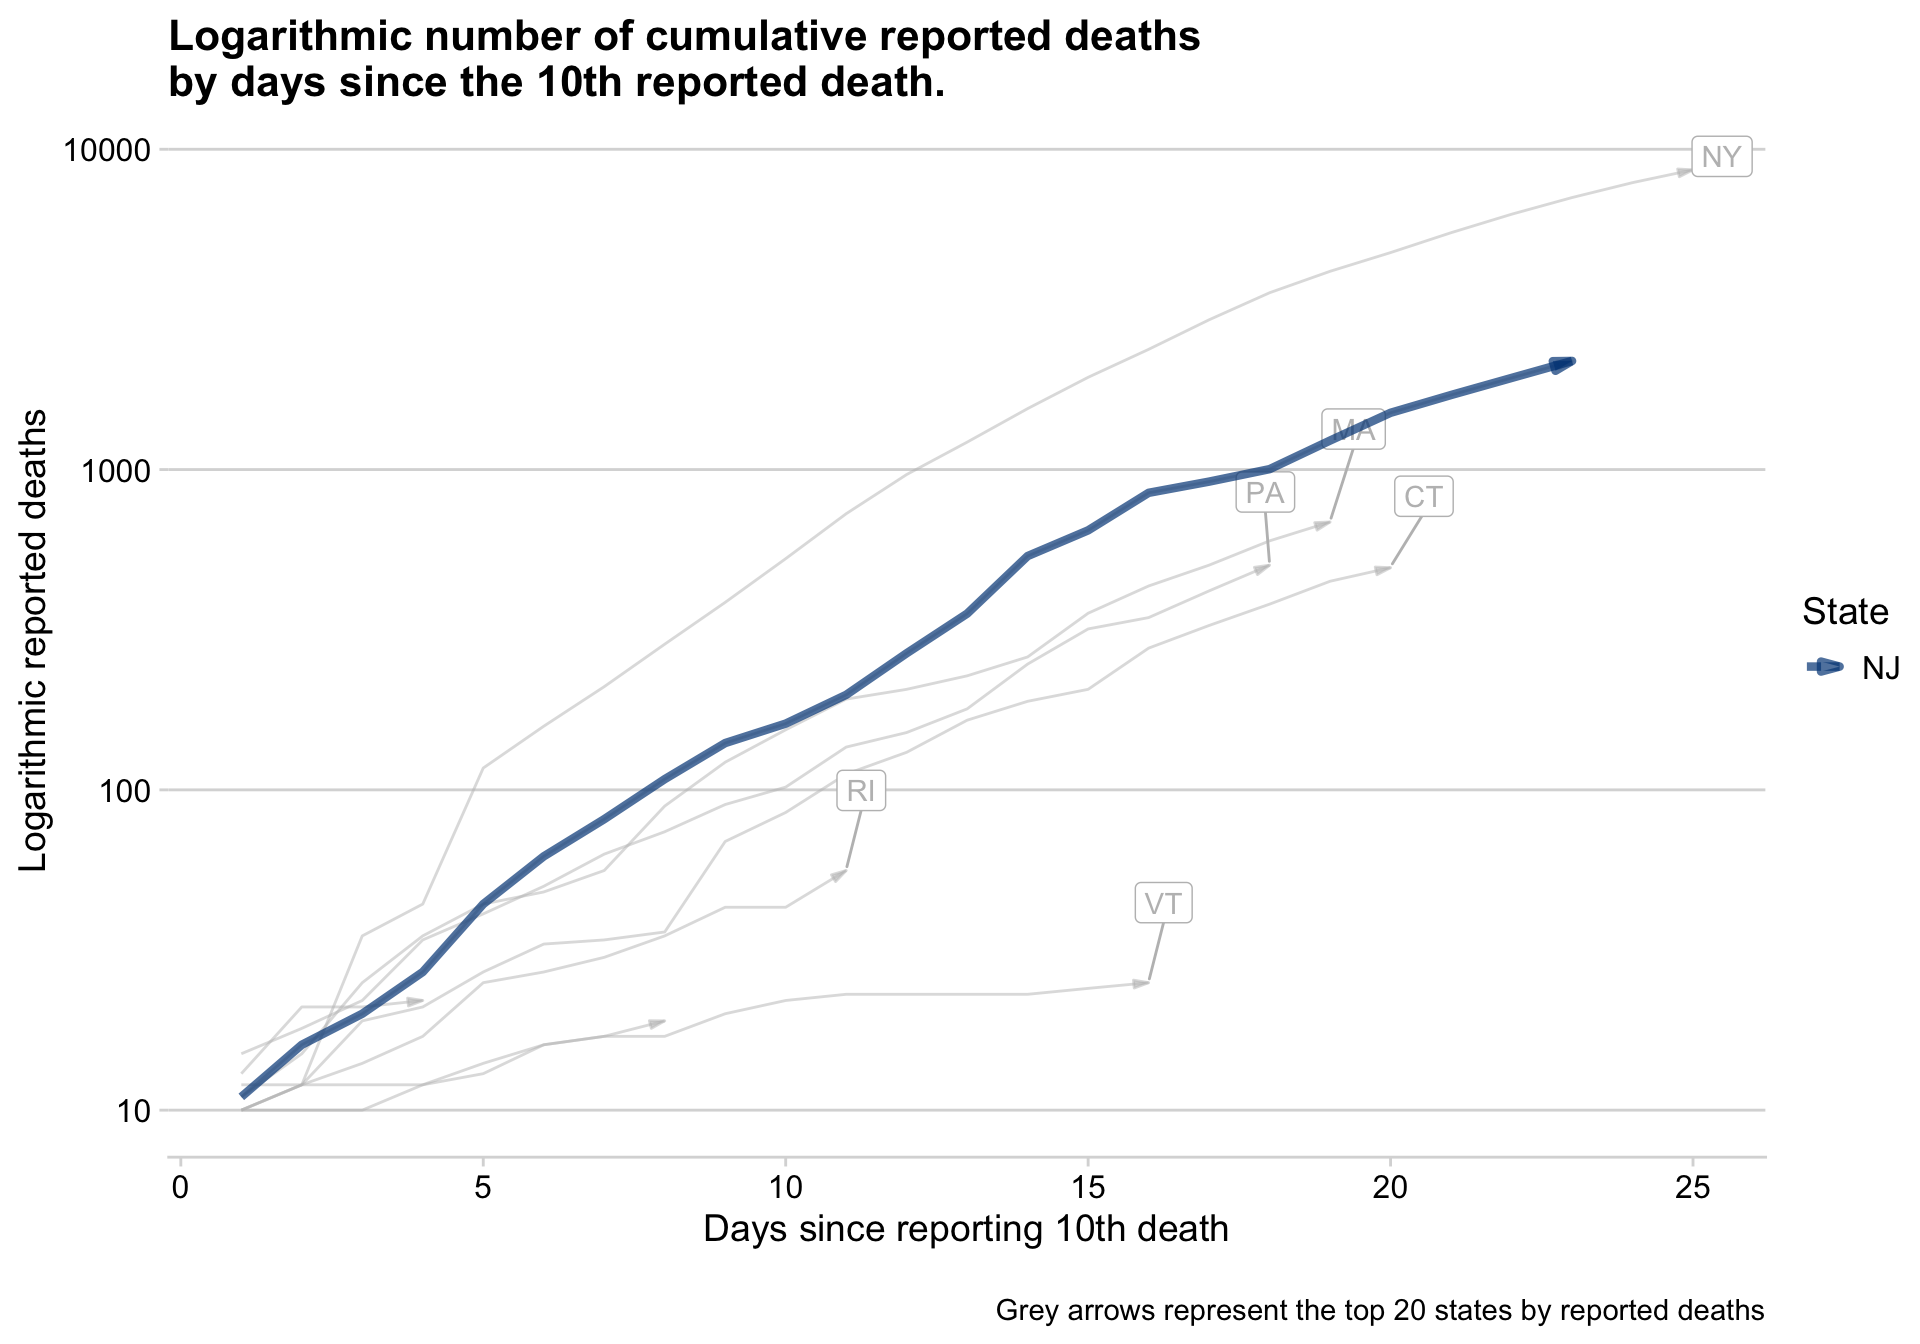 Logarithmic number of cumulative reported deaths
by days since the 10th reported death.
10000
1000
100
10
Logarithmic reported deaths
NY
MA
PA
CT
RI
VT
State
NJ
0 5 10 15 20 25
Days since reporting 10th death
Grey arrows represent the top 20 states by reported deaths